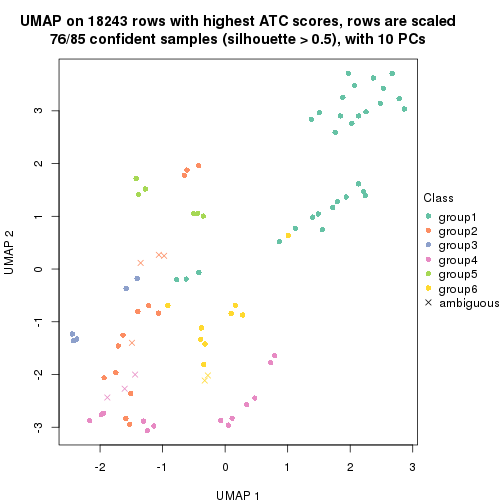 UMAP on 18243 rows with highest ATC scores, rows are scaled
76/85 confident samples (silhouette > 0.5), with 10 PCs
UMAP 2
3
2
1
0
-1
-2
-3
-2
-1
0
1
2
3
UMAP 1
Class
group1
group2
group3
group4
group5
group6
ambiguous